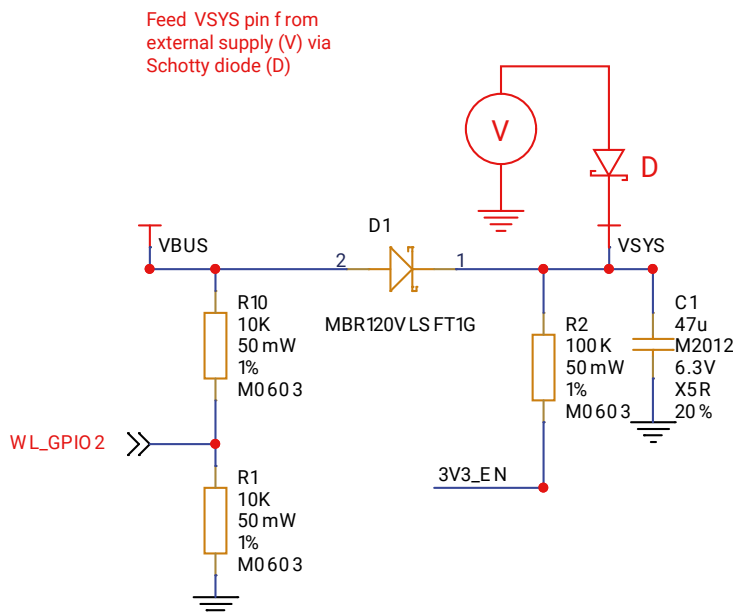 Feed VSYS pin from
external supply (V) via
Schotty diode (D)
V
D
D1
VBUS
VSYS
2
1
MBR120VLSFT1G
R10
10K
50mW
1%
M0603
R2
100K
50mW
1%
M0603
C1
47u
M2012
6.3V
X5R
20%
WL_GPIO2
3V3_EN
R1
10K
50mW
1%
M0603